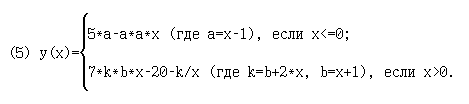 5*a-a*a*x (где a=x-1), если x<=0;
(5) y(x)=
7*k*b*x-20-k/x (где k=b+2*x, b=x+1), если x>0.